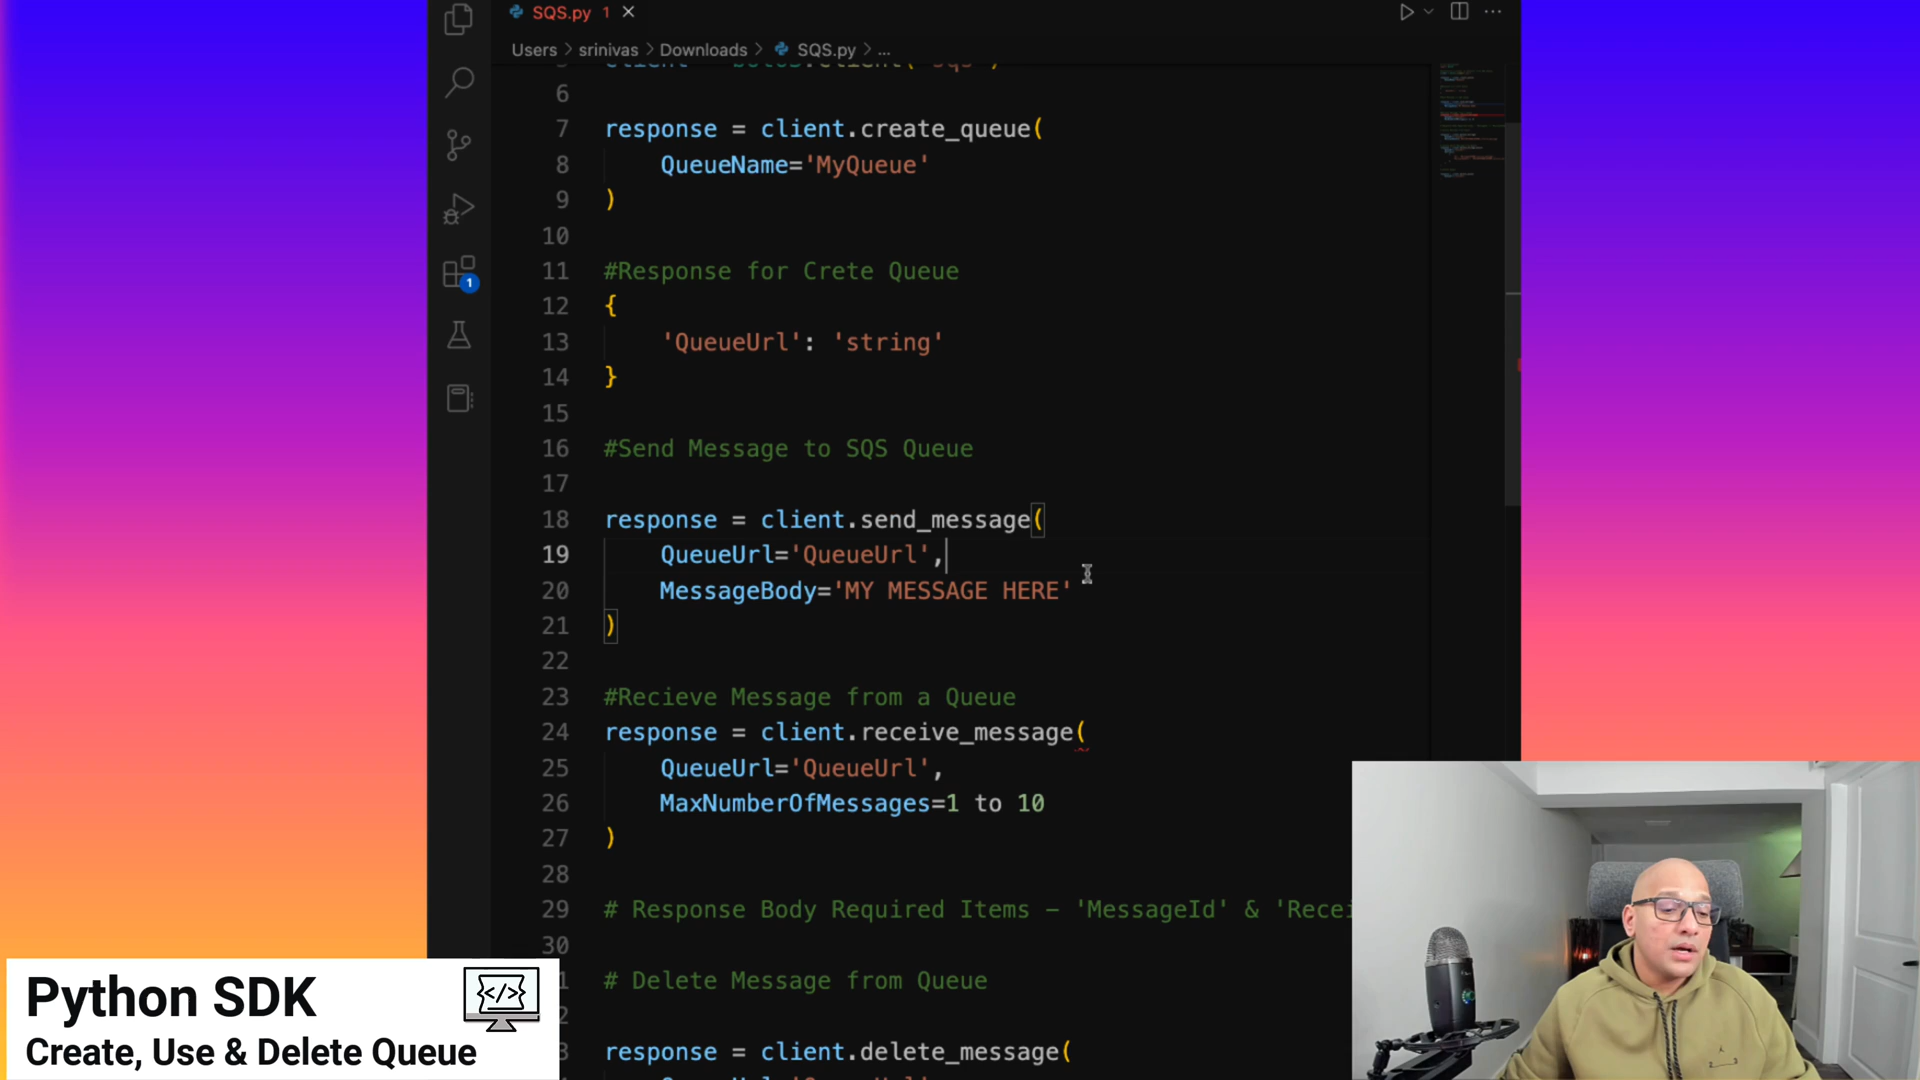 SQS.py 1
Users > srinivas > Downloads > SQS.py > ...
6
7 response = client.create_queue(
8 QueueName='MyQueue'
9 )
10
11 #Response for Crete Queue
12 {
13 'QueueUrl': 'string'
14 }
15
16 #Send Message to SQS Queue
17
18 response = client.send_message(
19 QueueUrl='QueueUrl',
20 MessageBody='MY MESSAGE HERE'
21 )
22
23 #Recieve Message from a Queue
24 response = client.receive_message(
25 QueueUrl='QueueUrl',
26 MaxNumberOfMessages=1 to 10
27 )
28
29 # Response Body Required Items – 'MessageId' & 'Recei
30
# Delete Message from Queue
response = client.delete_message(
1
Python SDK
</>
Create, Use & Delete Queue